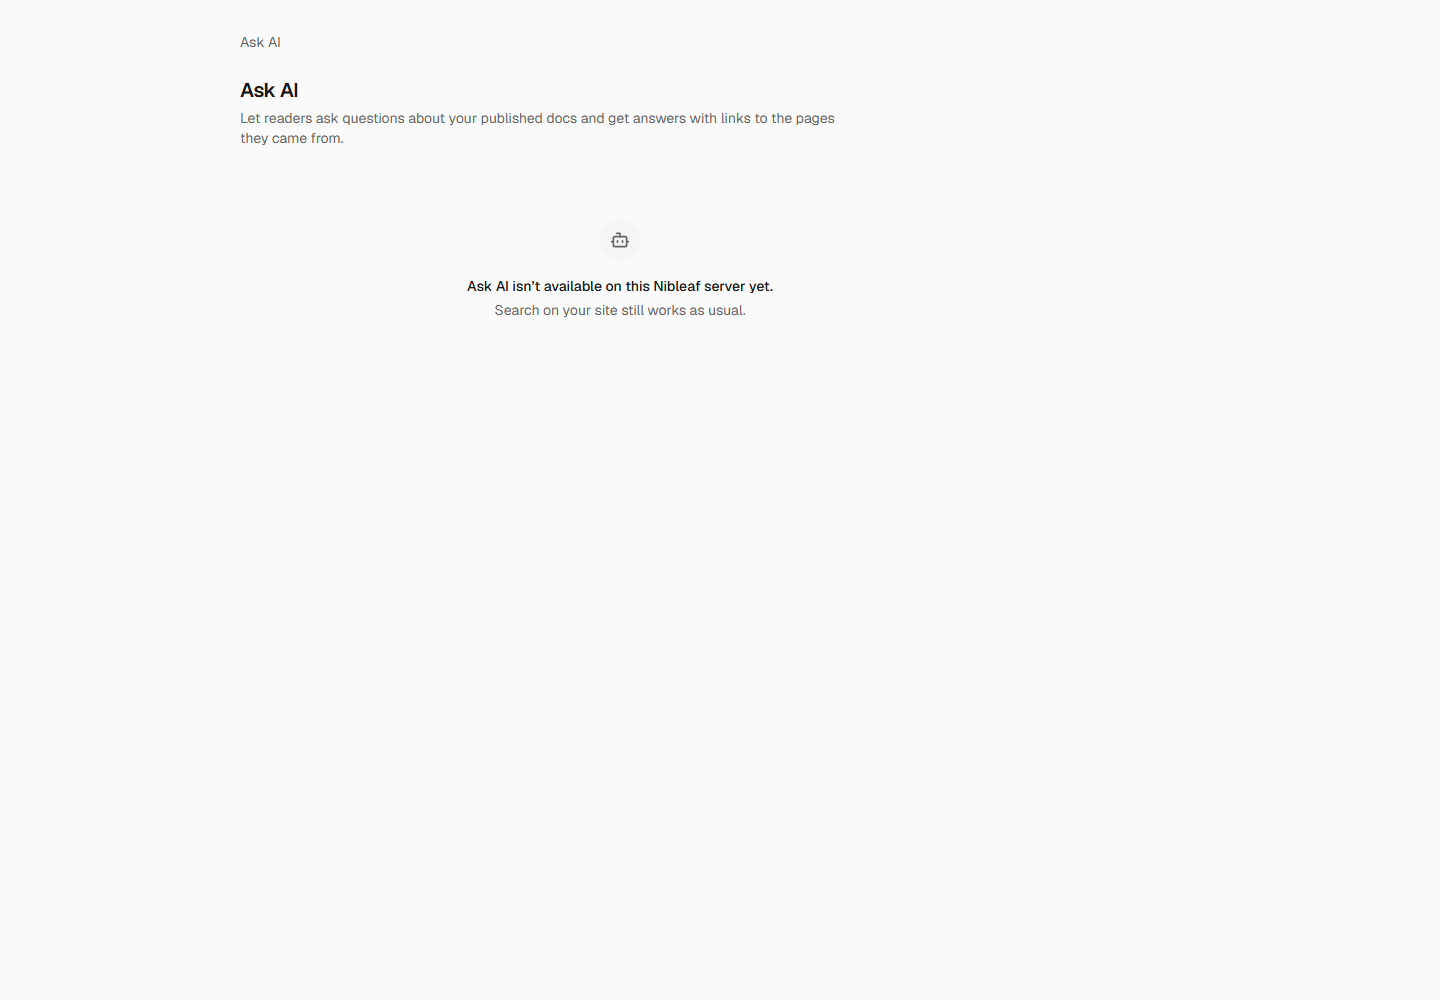 Ask AI
Ask AI
Let readers ask questions about your published docs and get answers with links to the pages
they came from.
Ask AI isn’t available on this Nibleaf server yet.
Search on your site still works as usual.